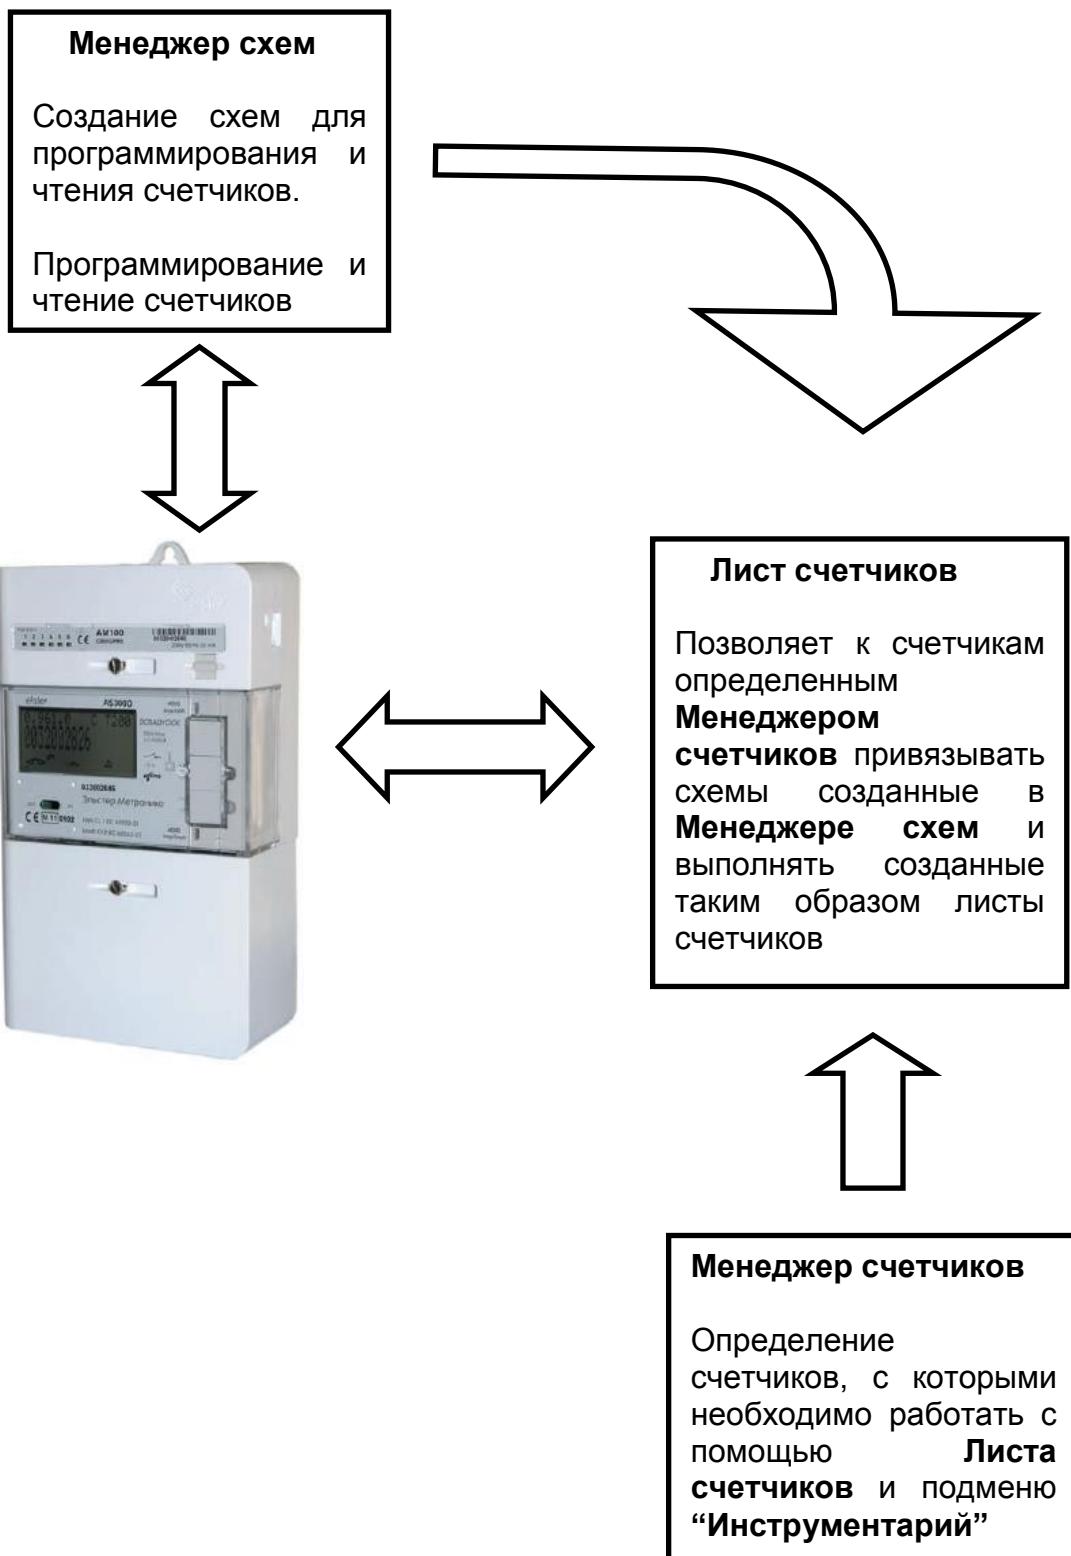 Менеджер схем
Создание схем для
программирования и
чтения счетчиков.
Программирование и
чтение счетчиков
AM100
elster
AS3000
0032002626
Эльстер Метроника
Лист счетчиков
Позволяет к счетчикам
определенным
Менеджером
счетчиков привязывать
схемы созданные в
Менеджере схем и
выполнять созданные
таким образом листы
счетчиков
Менеджер счетчиков
Определение
счетчиков, с которыми
необходимо работать с
помощью Листа
счетчиков и подменю
“Инструментарий”